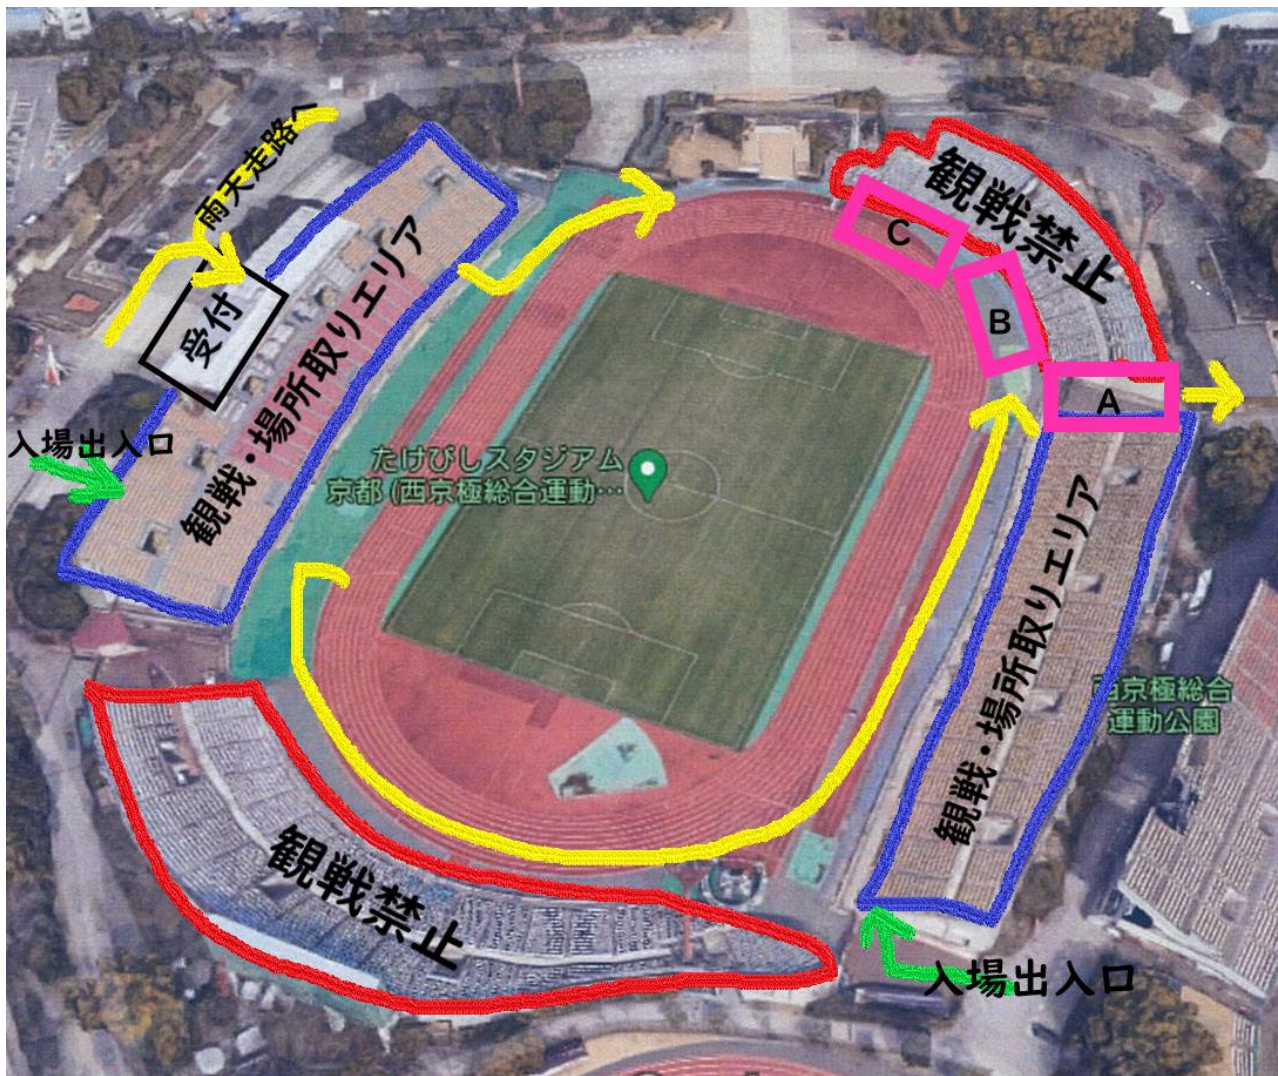 雨天走路へ
観戦禁止
C
受付
観戦・場所取りエリア
B
A
入場出入口
たけびしスタジアム
京都(西京極総合運動…
観戦・場所取りエリア
西京極総合
運動公園
観戦禁止
入場出入口